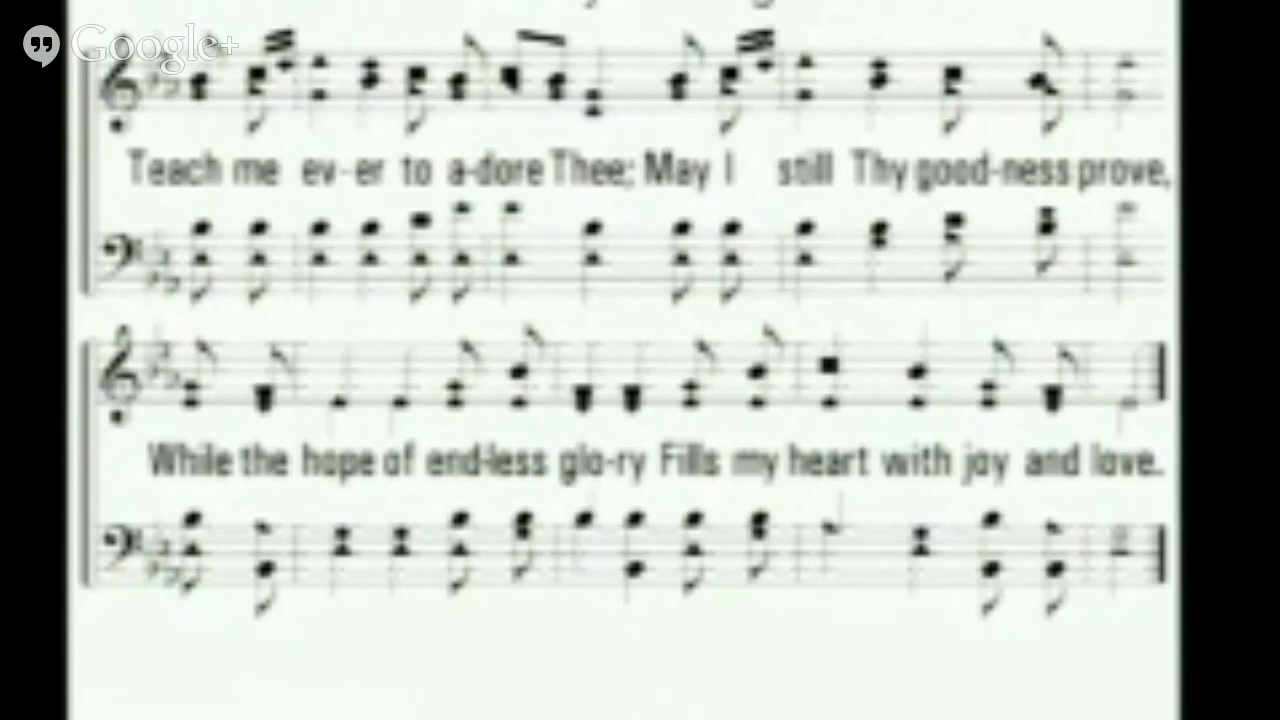 Google+
Teach me ev-er to a-dore Thee; May I still Thy good-ness prove,
While the hope of end-less glo-ry Fills my heart with joy and love.